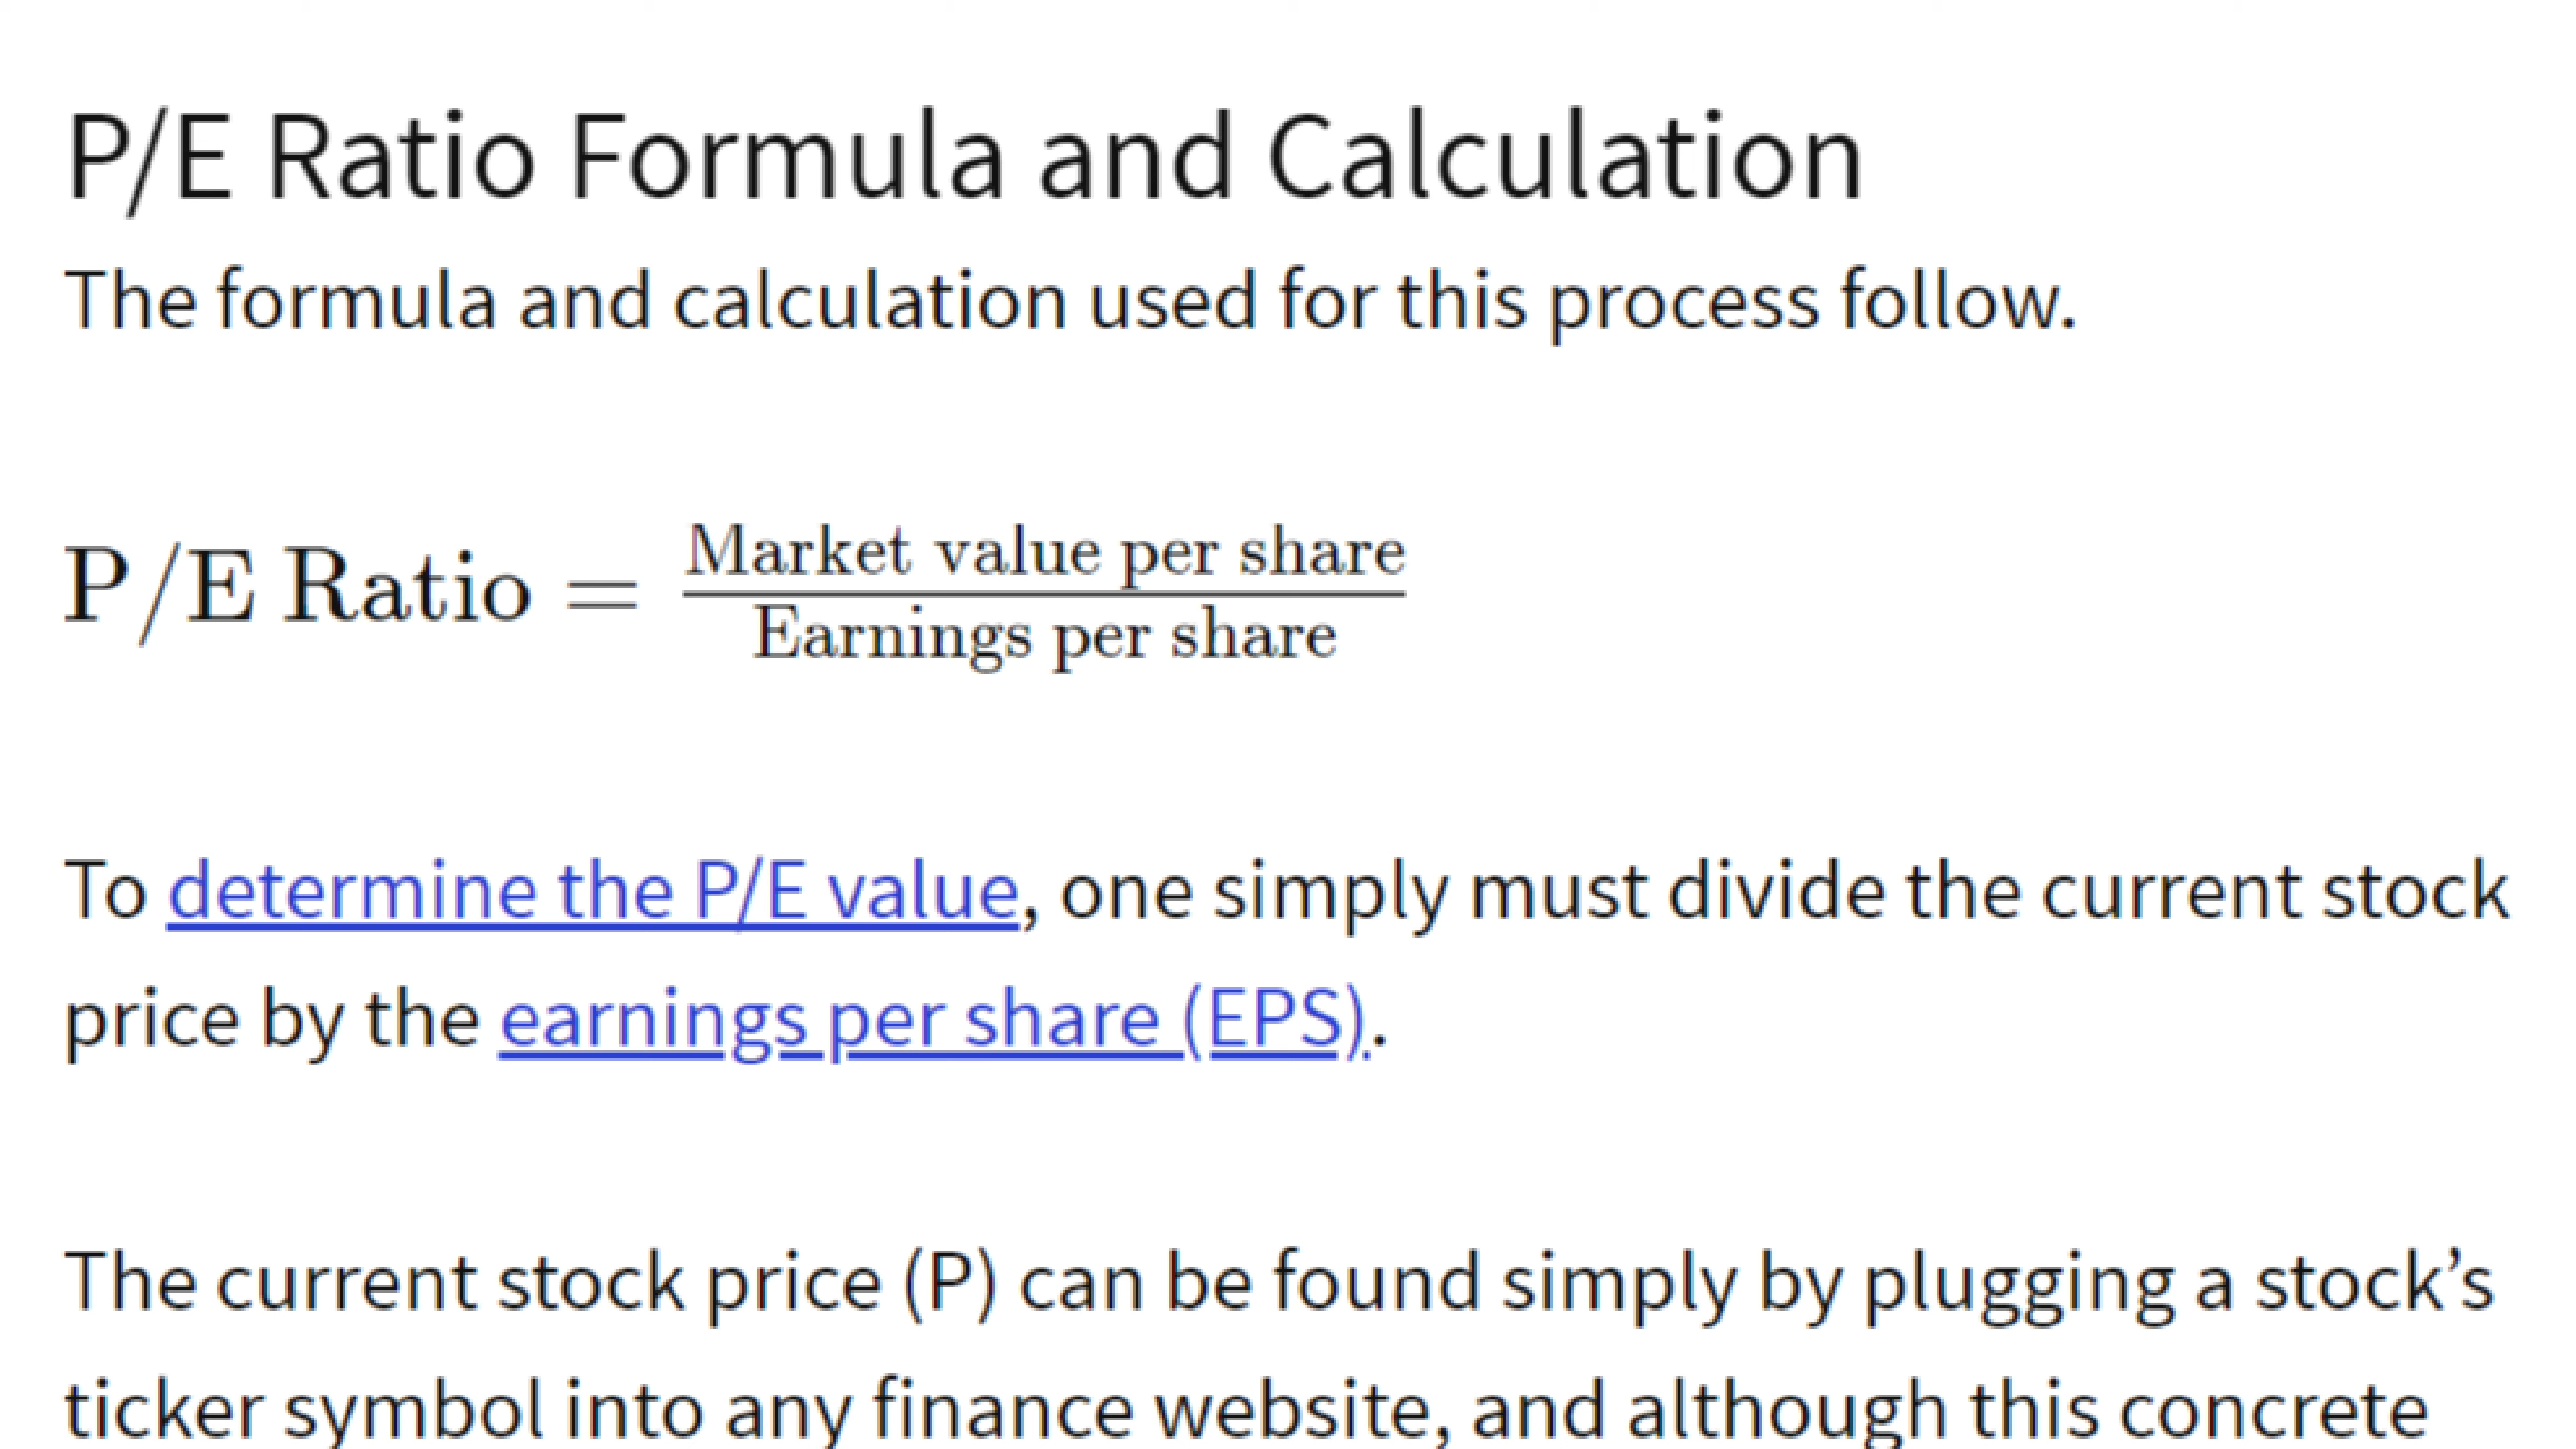 P/E Ratio Formula and Calculation
The formula and calculation used for this process follow.
P/E Ratio = Market value per share / Earnings per share
To determine the P/E value, one simply must divide the current stock
price by the earnings per share (EPS).
The current stock price (P) can be found simply by plugging a stock’s
ticker symbol into any finance website, and although this concrete